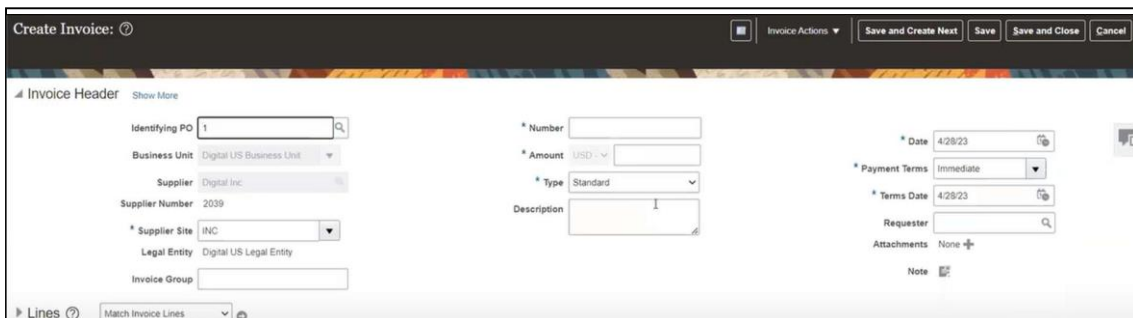 Create Invoice:
Invoice Actions
Save and Create Next
Save
Save and Close
Cancel
Invoice Header Show More
Identifying PO 1
Business Unit Digital US Business Unit
Supplier Digital Inc
Supplier Number 2039
* Supplier Site INC
Legal Entity Digital US Legal Entity
Invoice Group
* Number
* Amount USD -
* Type Standard
Description
* Date 4/28/23
* Payment Terms Immediate
* Terms Date 4/28/23
Requester
Attachments None
Note
Lines Match Invoice Lines